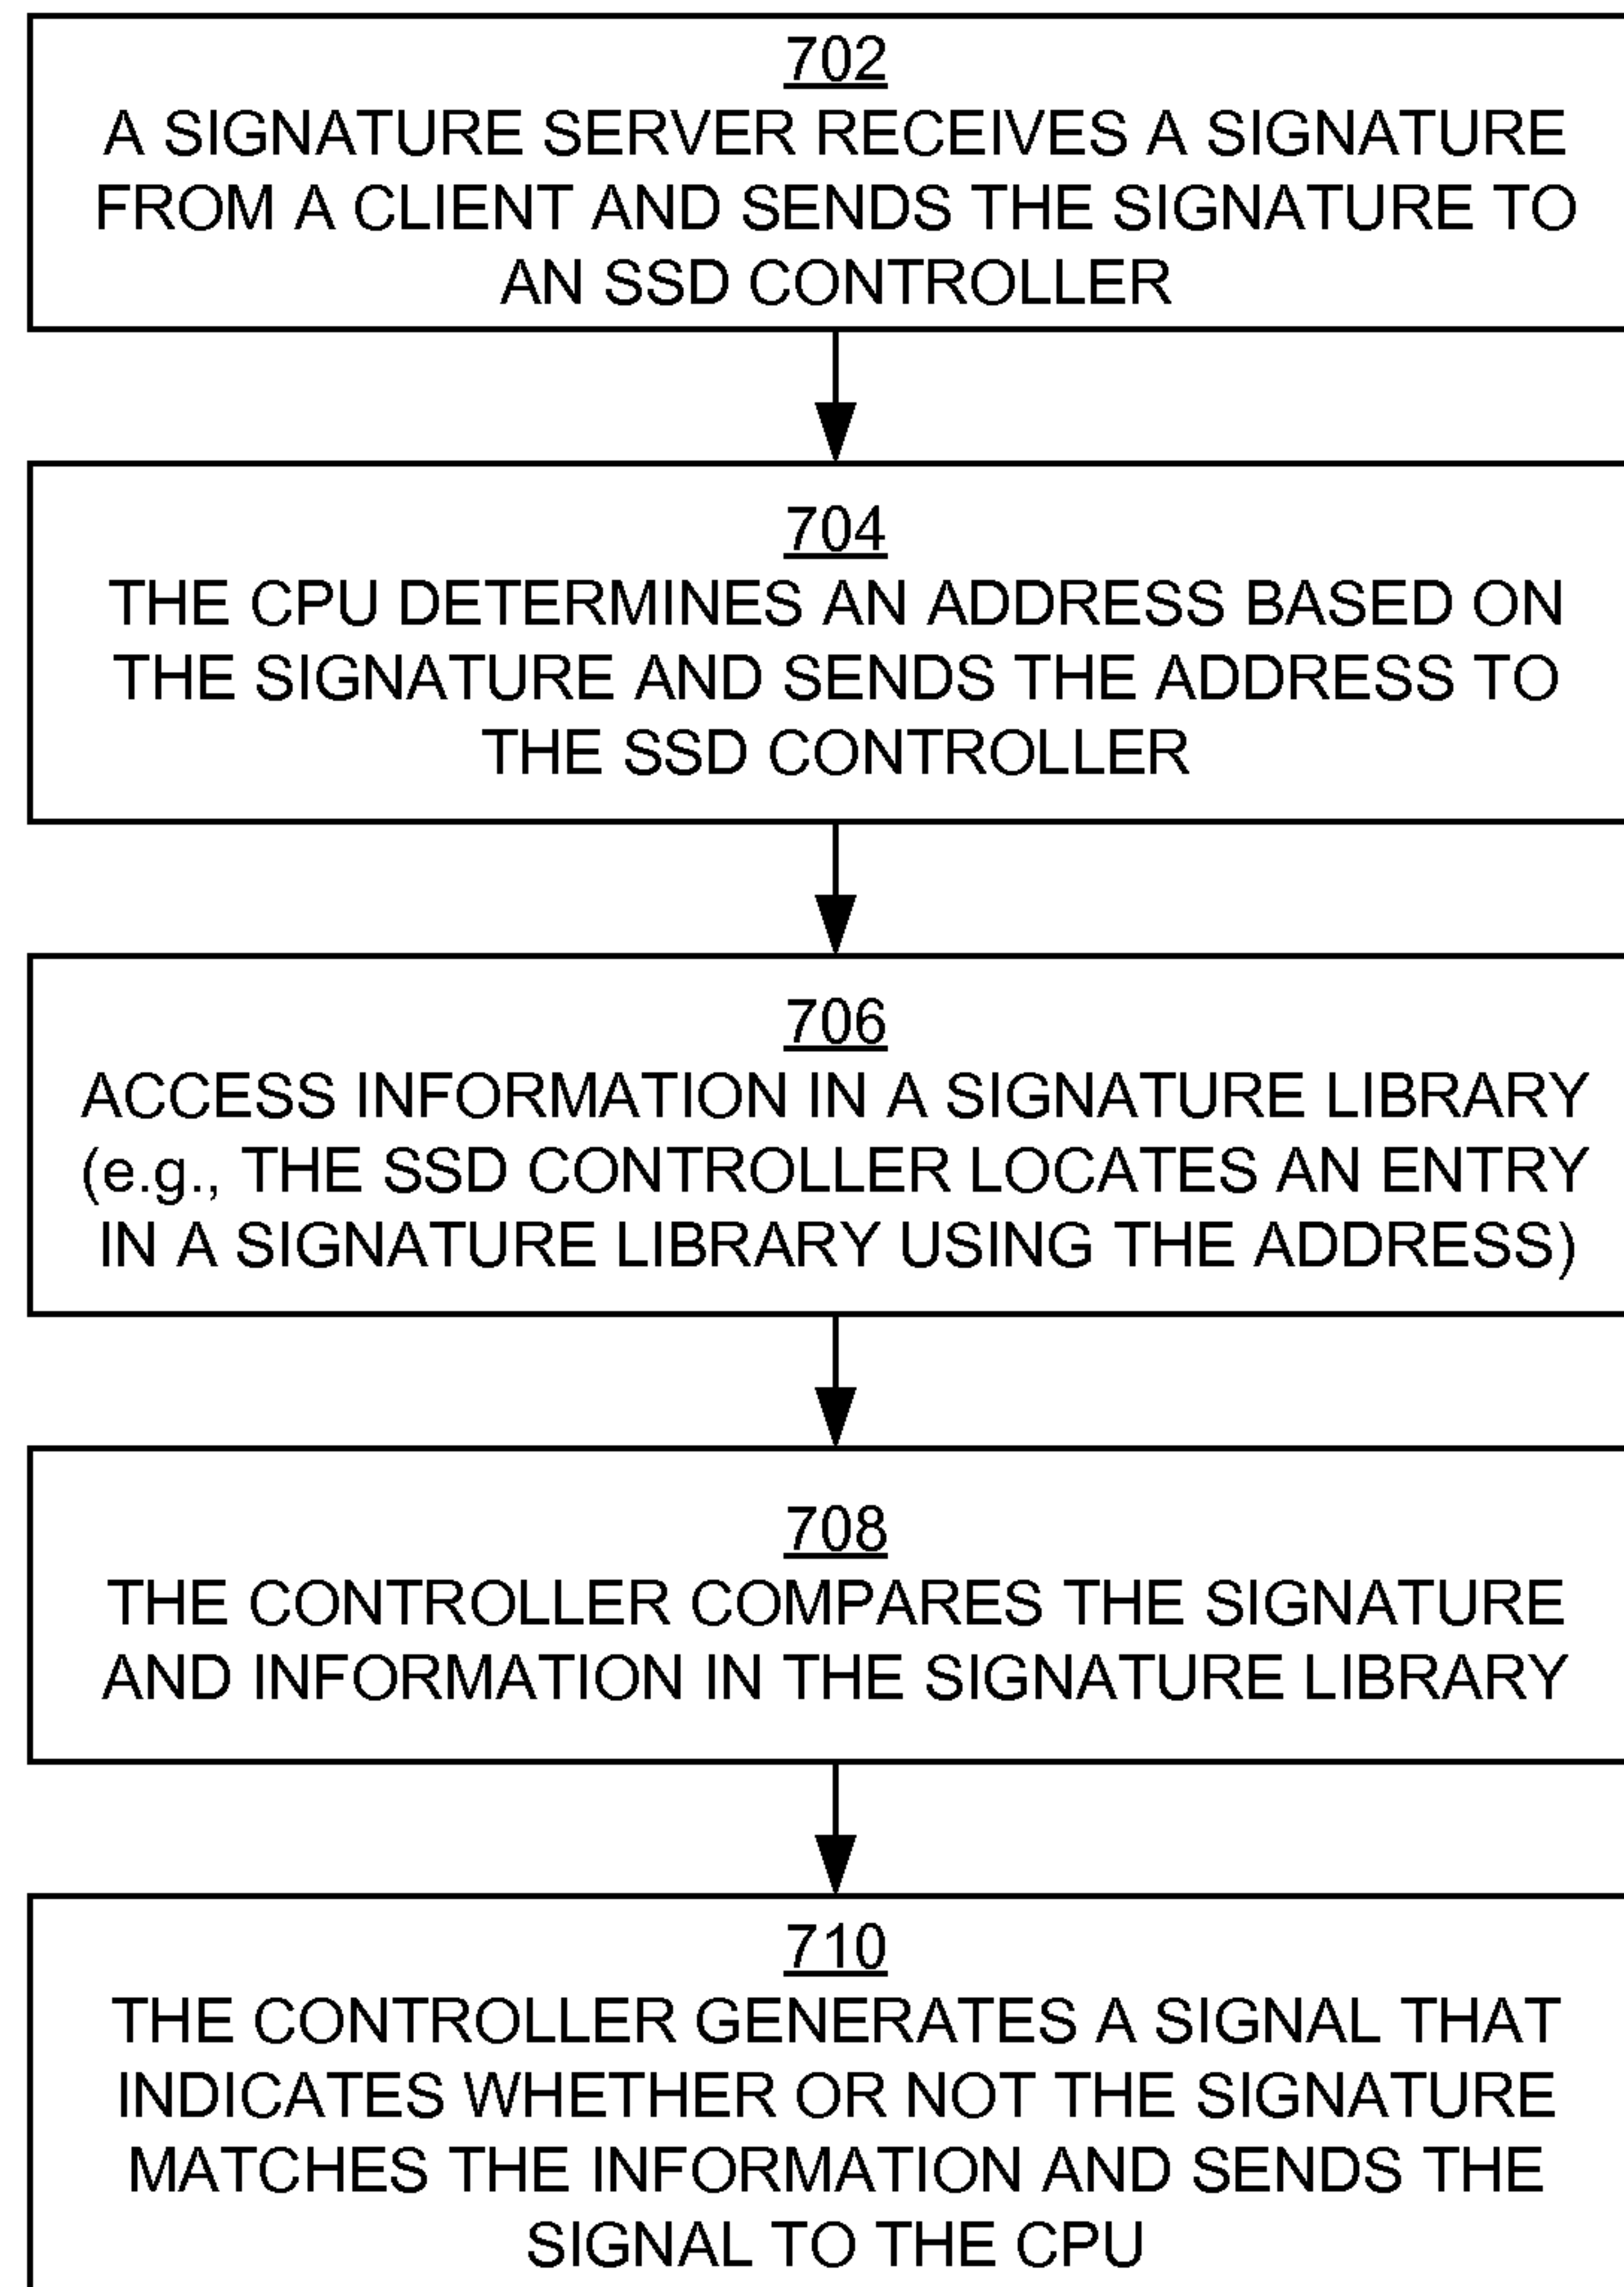 702
A SIGNATURE SERVER RECEIVES A SIGNATURE
FROM A CLIENT AND SENDS THE SIGNATURE TO
AN SSD CONTROLLER
704
THE CPU DETERMINES AN ADDRESS BASED ON
THE SIGNATURE AND SENDS THE ADDRESS TO
THE SSD CONTROLLER
706
ACCESS INFORMATION IN A SIGNATURE LIBRARY
(e.g., THE SSD CONTROLLER LOCATES AN ENTRY
IN A SIGNATURE LIBRARY USING THE ADDRESS)
708
THE CONTROLLER COMPARES THE SIGNATURE
AND INFORMATION IN THE SIGNATURE LIBRARY
710
THE CONTROLLER GENERATES A SIGNAL THAT
INDICATES WHETHER OR NOT THE SIGNATURE
MATCHES THE INFORMATION AND SENDS THE
SIGNAL TO THE CPU